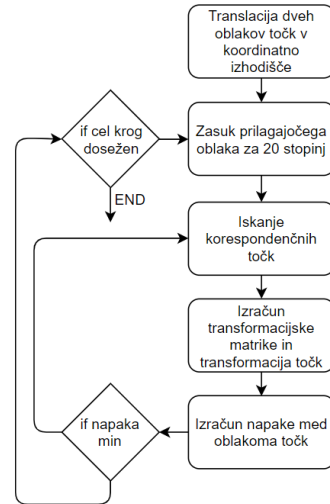 Translacija dveh
oblakov točk v
koordinatno
izhodišče
if cel krog
dosežen
Zasuk prilagajočega
oblaka za 20 stopinj
END
Iskanje
korespondenčnih
točk
Izračun
transformacijske
matrike in
transformacija točk
if napaka
min
Izračun napake med
oblakoma točk